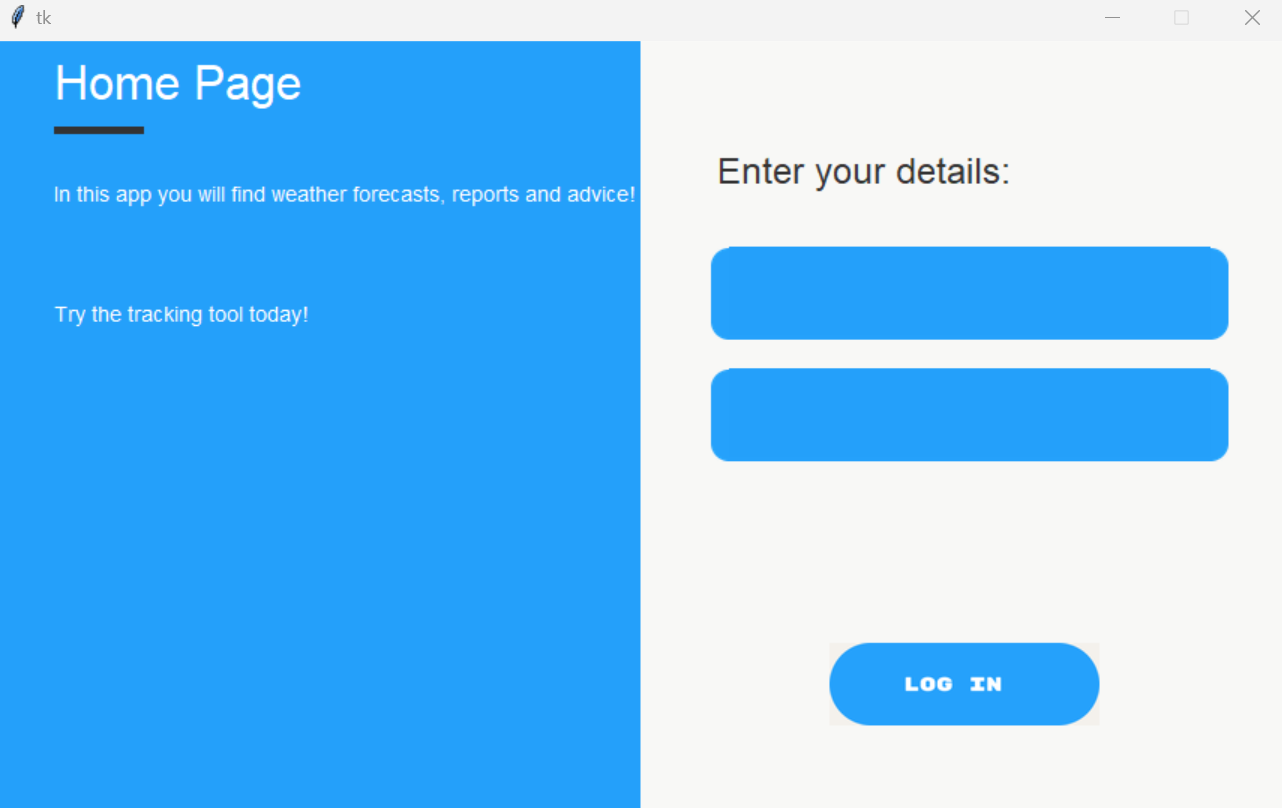 tk
Home Page
In this app you will find weather forecasts, reports and advice!
Try the tracking tool today!
Enter your details:
LOG IN